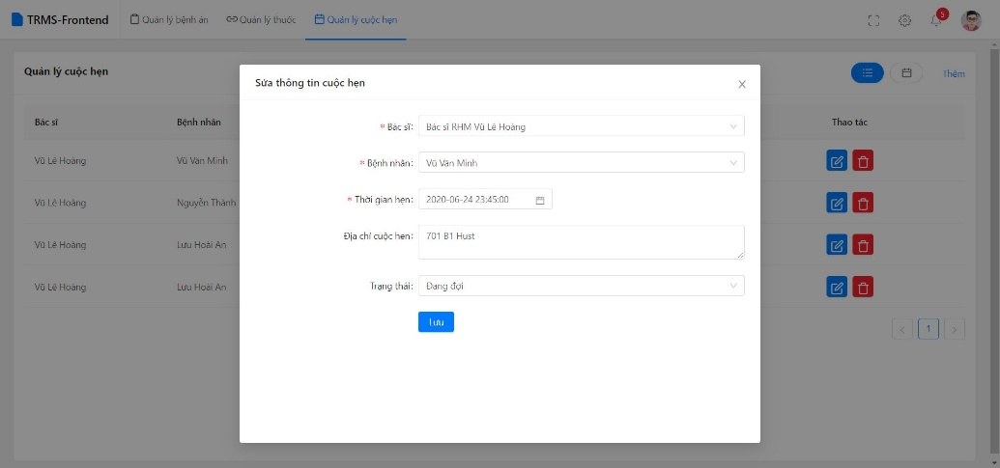 TRMS-Frontend
Quản lý bệnh án
Quản lý thuốc
Quản lý cuộc hẹn
5
Quản lý cuộc hẹn
Thêm
Bác sĩ
Bệnh nhân
Thao tác
Vũ Lê Hoàng
Vũ Văn Minh
Vũ Lê Hoàng
Nguyễn Thành
Vũ Lê Hoàng
Lưu Hoài An
Vũ Lê Hoàng
Lưu Hoài An
1
Sửa thông tin cuộc hẹn
* Bác sĩ: Bác sĩ RHM Vũ Lê Hoàng
* Bệnh nhân: Vũ Văn Minh
* Thời gian hẹn: 2020-06-24 23:45:00
Địa chỉ cuộc hẹn: 701 B1 Hust
Trạng thái: Đang đợi
Lưu